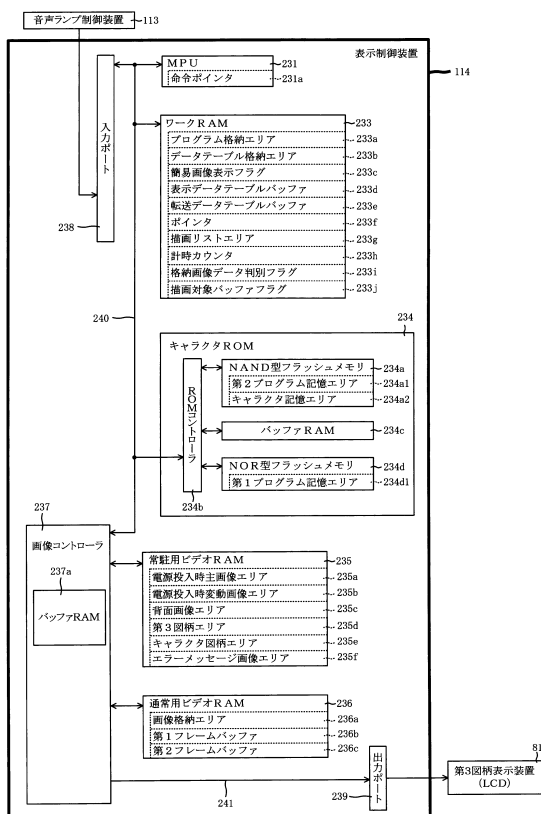 音声ランプ制御装置
113
表示制御装置
114
MPU
231
命令ポインタ
231a
入力ポート
238
ワークRAM
233
プログラム格納エリア
233a
データテーブル格納エリア
233b
簡易画像表示フラグ
233c
表示データテーブルバッファ
233d
転送データテーブルバッファ
233e
ポインタ
233f
描画リストエリア
233g
計時カウンタ
233h
格納画像データ判別フラグ
233i
描画対象バッファフラグ
233j
240
234
キャラクタROM
NAND型フラッシュメモリ
234a
第2プログラム記憶エリア
234a1
キャラクタ記憶エリア
234a2
ROMコントローラ
234b
バッファRAM
234c
NOR型フラッシュメモリ
234d
第1プログラム記憶エリア
234d1
237
画像コントローラ
237a
バッファRAM
常駐用ビデオRAM
235
電源投入時主画像エリア
235a
電源投入時変動画像エリア
235b
背面画像エリア
235c
第3図柄エリア
235d
キャラクタ図柄エリア
235e
エラーメッセージ画像エリア
235f
通常用ビデオRAM
236
画像格納エリア
236a
第1フレームバッファ
236b
第2フレームバッファ
236c
241
出力ポート
239
81
第3図柄表示装置
(LCD)